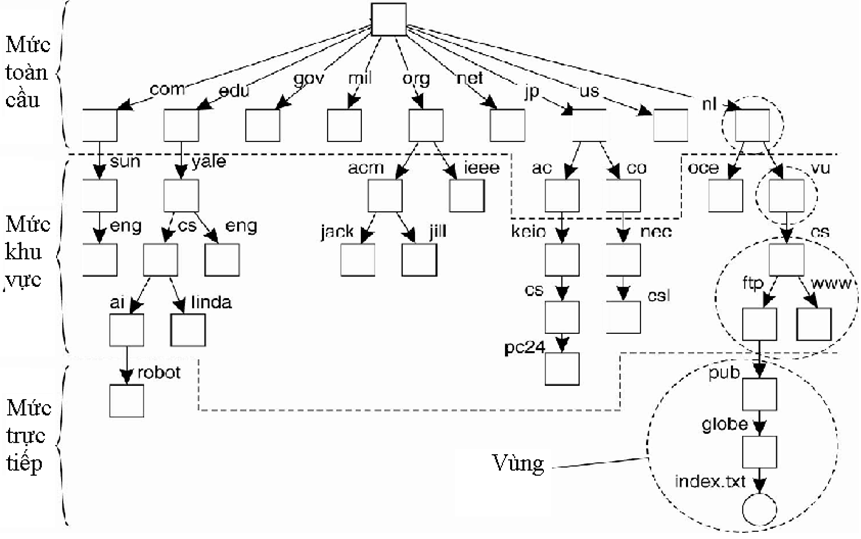 Mức
toàn
cầu
com edu gov mil org net jp us nl
sun yale acm ieee ac co oce vu
Mức
khu
vực
eng cs eng jack jill keio nec cs
ai linda cs csl ftp www
pc24
robot pub
Mức
trực
tiếp
globe
Vùng
index.txt